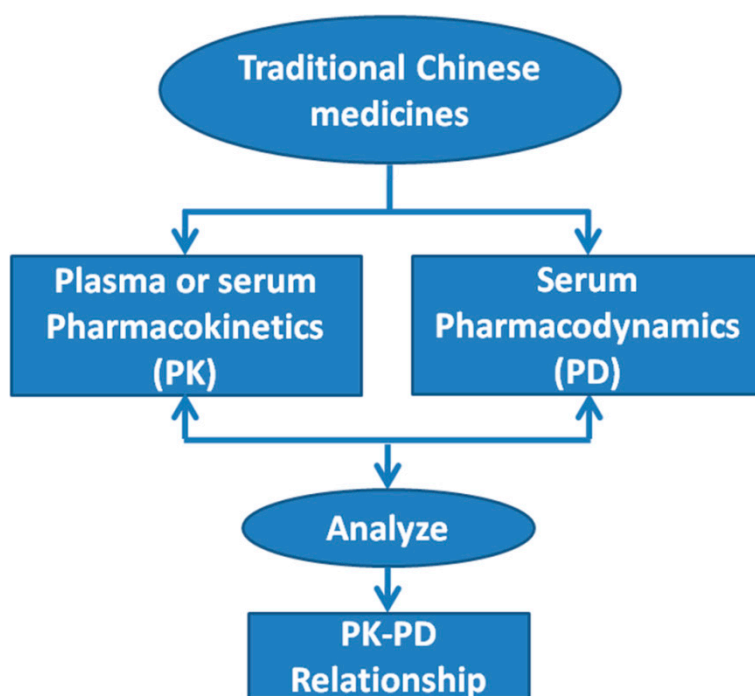 Traditional Chinese
medicines
Plasma or serum
Pharmacokinetics
(PK)
Serum
Pharmacodynamics
(PD)
Analyze
PK-PD
Relationship